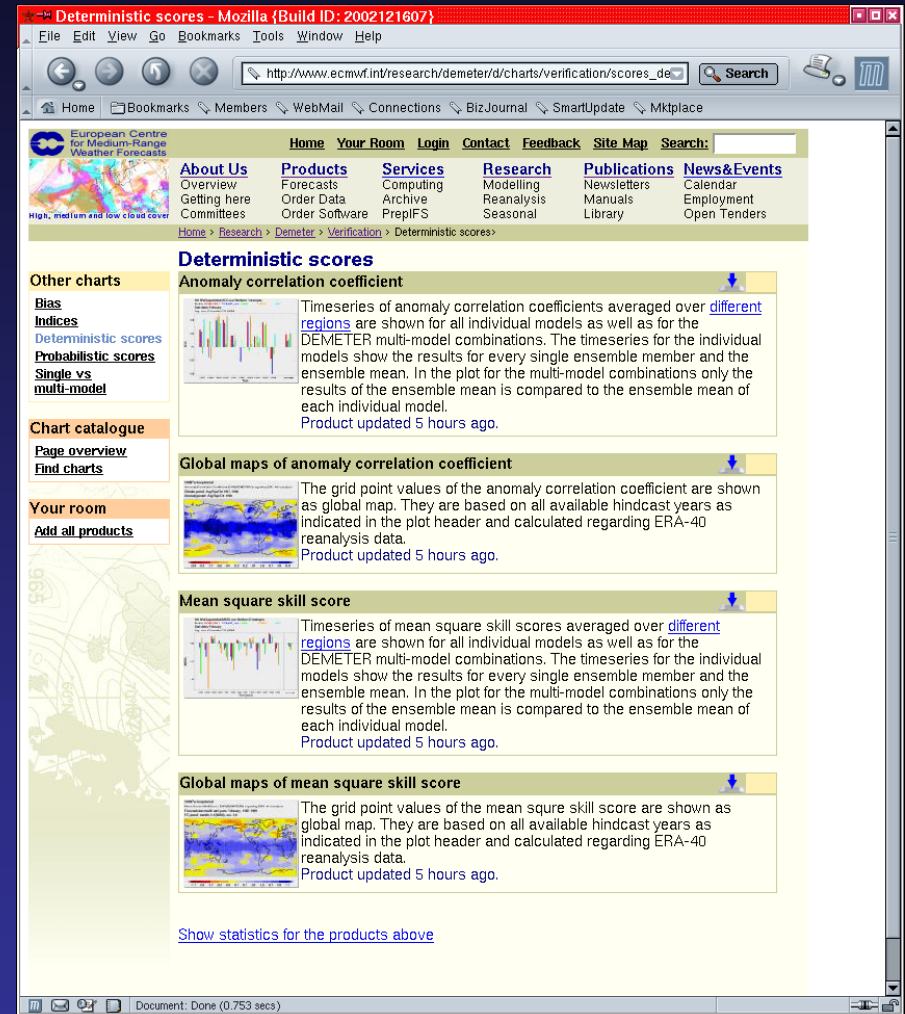 Deterministic scores - Mozilla {Build ID: 2002121607}
File Edit View Go Bookmarks Tools Window Help
http://www.ecmwf.int/research/demeter/d/charts/verification/scores_de
Search
Home Bookmarks Members WebMail Connections BizJournal SmartUpdate Mktplace
European Centre
for Medium-Range
Weather Forecasts
Home Your Room Login Contact Feedback Site Map Search:
About Us Products Services Research Publications News&Events
Overview Forecasts Computing Modelling Newsletters Calendar
Getting here Order Data Archive Reanalysis Manuals Employment
Committees Order Software PrepIFS Seasonal Library Open Tenders
High, medium and low cloud cover
Home > Research > Demeter > Verification > Deterministic scores>
Deterministic scores
Other charts
Bias
Indices
Deterministic scores
Probabilistic scores
Single vs
multi-model
Chart catalogue
Page overview
Find charts
Your room
Add all products
Anomaly correlation coefficient
Timeseries of anomaly correlation coefficients averaged over different
regions are shown for all individual models as well as for the
DEMETER multi-model combinations. The timeseries for the individual
models show the results for every single ensemble member and the
ensemble mean. In the plot for the multi-model combinations only the
results of the ensemble mean is compared to the ensemble mean of
each individual model.
Product updated 5 hours ago.
Global maps of anomaly correlation coefficient
The grid point values of the anomaly correlation coefficient are shown
as global map. They are based on all available hindcast years as
indicated in the plot header and calculated regarding ERA-40
reanalysis data.
Product updated 5 hours ago.
Mean square skill score
Timeseries of mean square skill scores averaged over different
regions are shown for all individual models as well as for the
DEMETER multi-model combinations. The timeseries for the individual
models show the results for every single ensemble member and the
ensemble mean. In the plot for the multi-model combinations only the
results of the ensemble mean is compared to the ensemble mean of
each individual model.
Product updated 5 hours ago.
Global maps of mean square skill score
The grid point values of the mean squre skill score are shown as
global map. They are based on all available hindcast years as
indicated in the plot header and calculated regarding ERA-40
reanalysis data.
Product updated 5 hours ago.
Show statistics for the products above
965
Document: Done (0.753 secs)